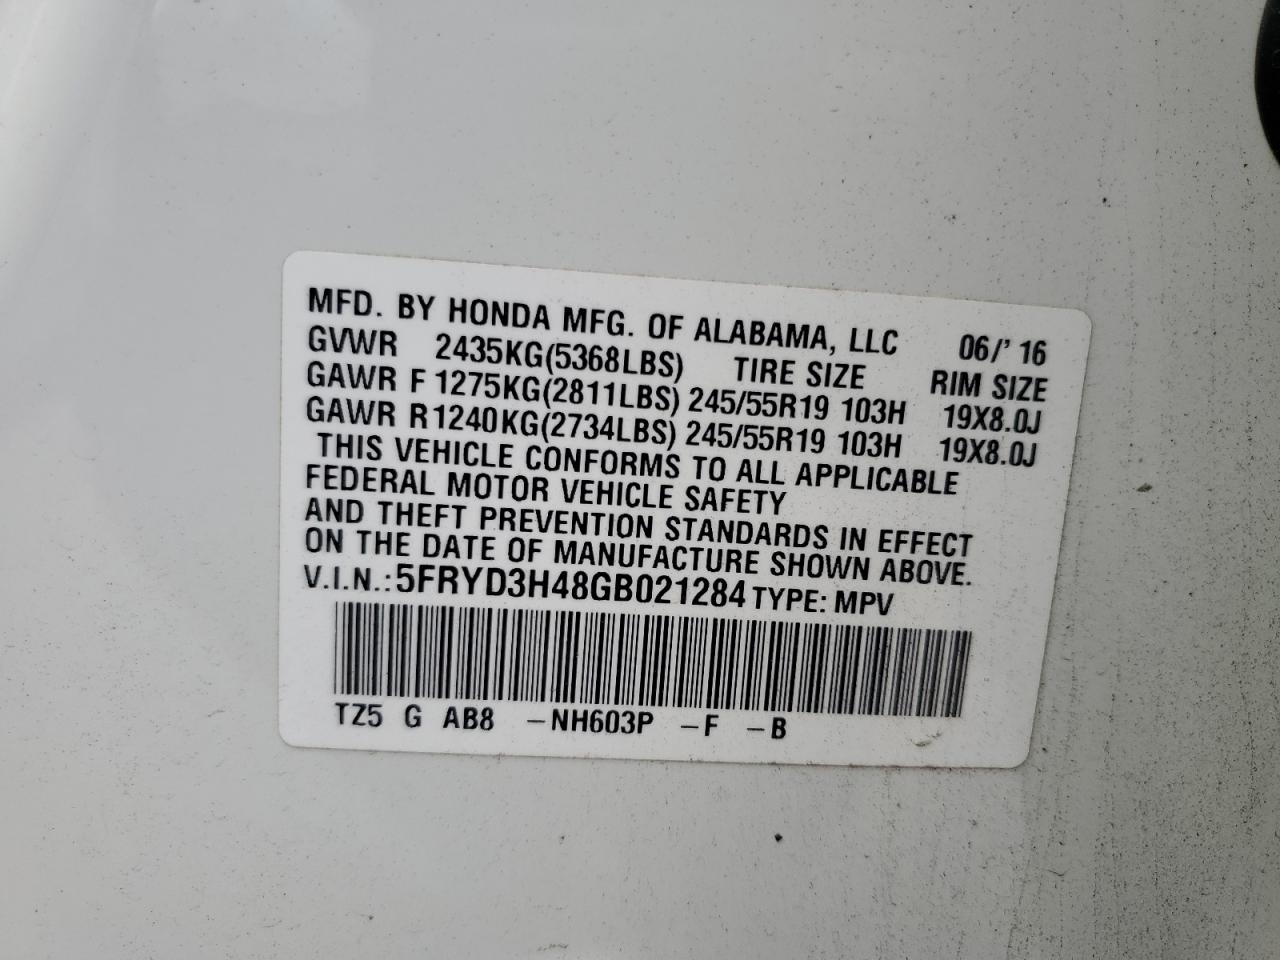 MFD. BY HONDA MFG. OF ALABAMA, LLC 06/' 16
GVWR 2435KG(5368LBS) TIRE SIZE RIM SIZE
GAWR F 1275KG(2811LBS) 245/55R19 103H 19X8.0J
GAWR R 1240KG(2734LBS) 245/55R19 103H 19X8.0J
THIS VEHICLE CONFORMS TO ALL APPLICABLE
FEDERAL MOTOR VEHICLE SAFETY
AND THEFT PREVENTION STANDARDS IN EFFECT
ON THE DATE OF MANUFACTURE SHOWN ABOVE.
V.I.N.: 5FRYD3H48GB021284 TYPE: MPV
TZ5 G AB8 -NH603P -F -B